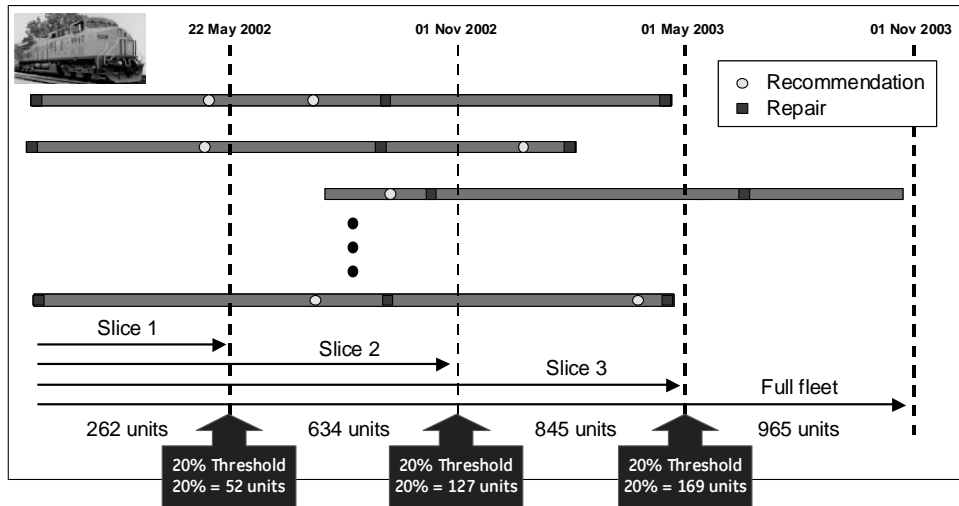 22 May 2002
01 Nov 2002
01 May 2003
01 Nov 2003
Recommendation
Repair
Slice 1
Slice 2
Slice 3
Full fleet
262 units
634 units
845 units
965 units
20% Threshold
20% = 52 units
20% Threshold
20% = 127 units
20% Threshold
20% = 169 units